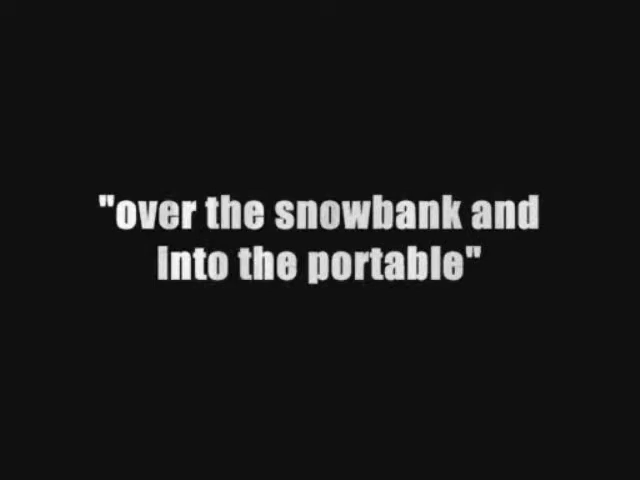 "over the snowbank and
into the portable"